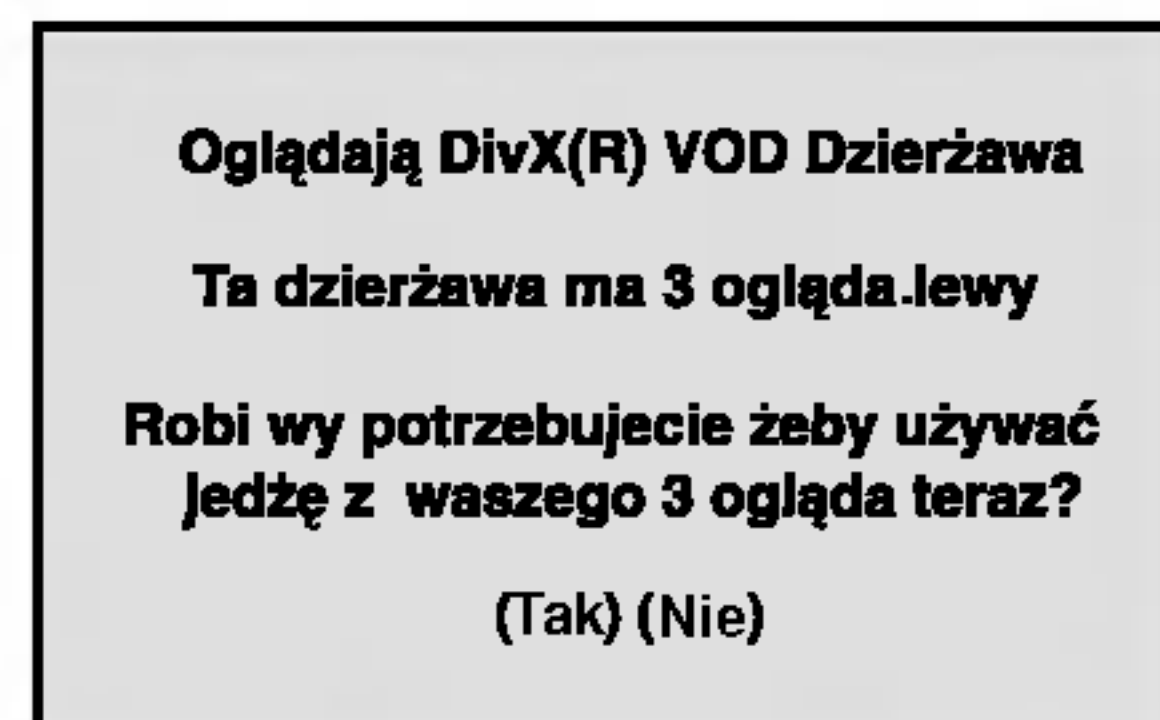 Oglądają DivX(R) VOD Dzierżawa
Ta dzierżawa ma 3 ogląda.lewy
Robi wy potrzebujecie żeby używać
jedżę z waszego 3 ogląda teraz?
(Tak) (Nie)